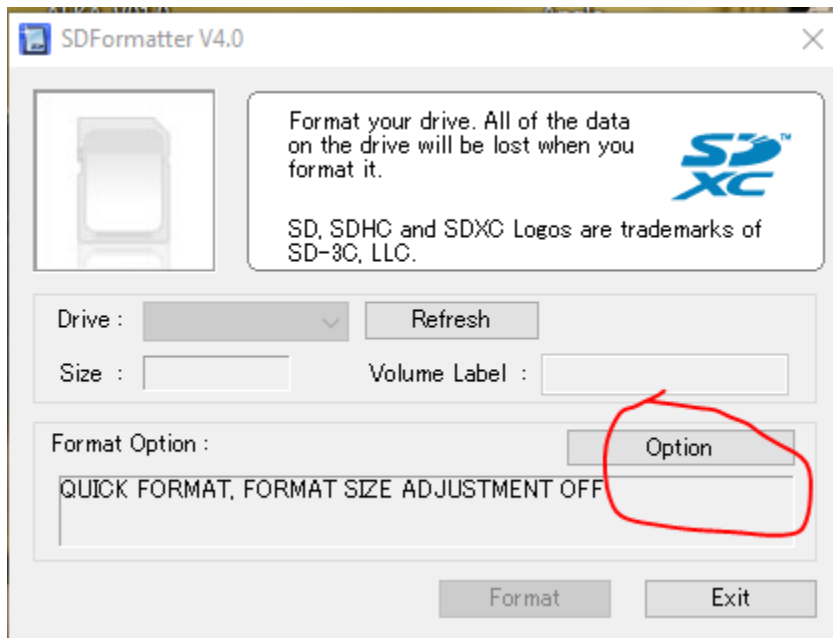 SDFormatter V4.0
Format your drive. All of the data
on the drive will be lost when you
format it.
SD XC™
SD, SDHC and SDXC Logos are trademarks of
SD-3C, LLC.
Drive :
Refresh
Size :
Volume Label :
Format Option :
Option
QUICK FORMAT, FORMAT SIZE ADJUSTMENT OFF
Format
Exit